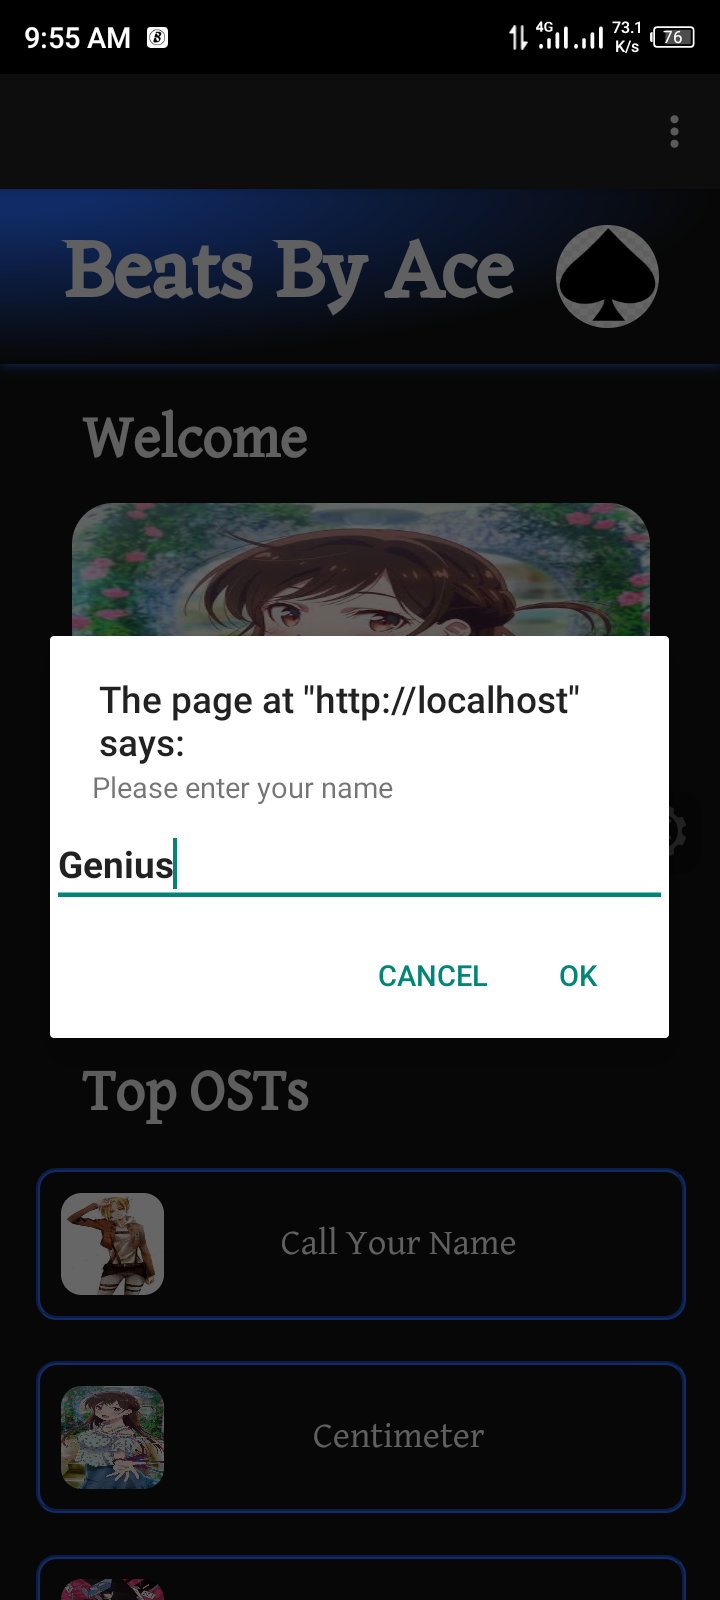 9:55 AM
4G
73.1
K/s
76
Beats By Ace
Welcome
The page at "http://localhost"
says:
Please enter your name
Genius
CANCEL
OK
Top OSTs
Call Your Name
Centimeter